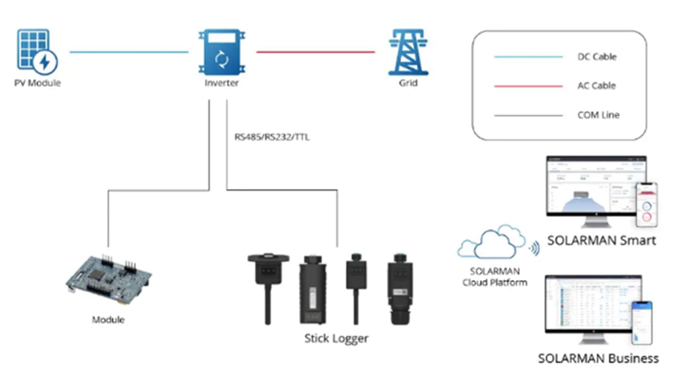 PV Module
Inverter
Grid
DC Cable
AC Cable
COM Line
RS485/RS232/TTL
Module
Stick Logger
SOLARMAN
Cloud Platform
SOLARMAN Smart
SOLARMAN Business